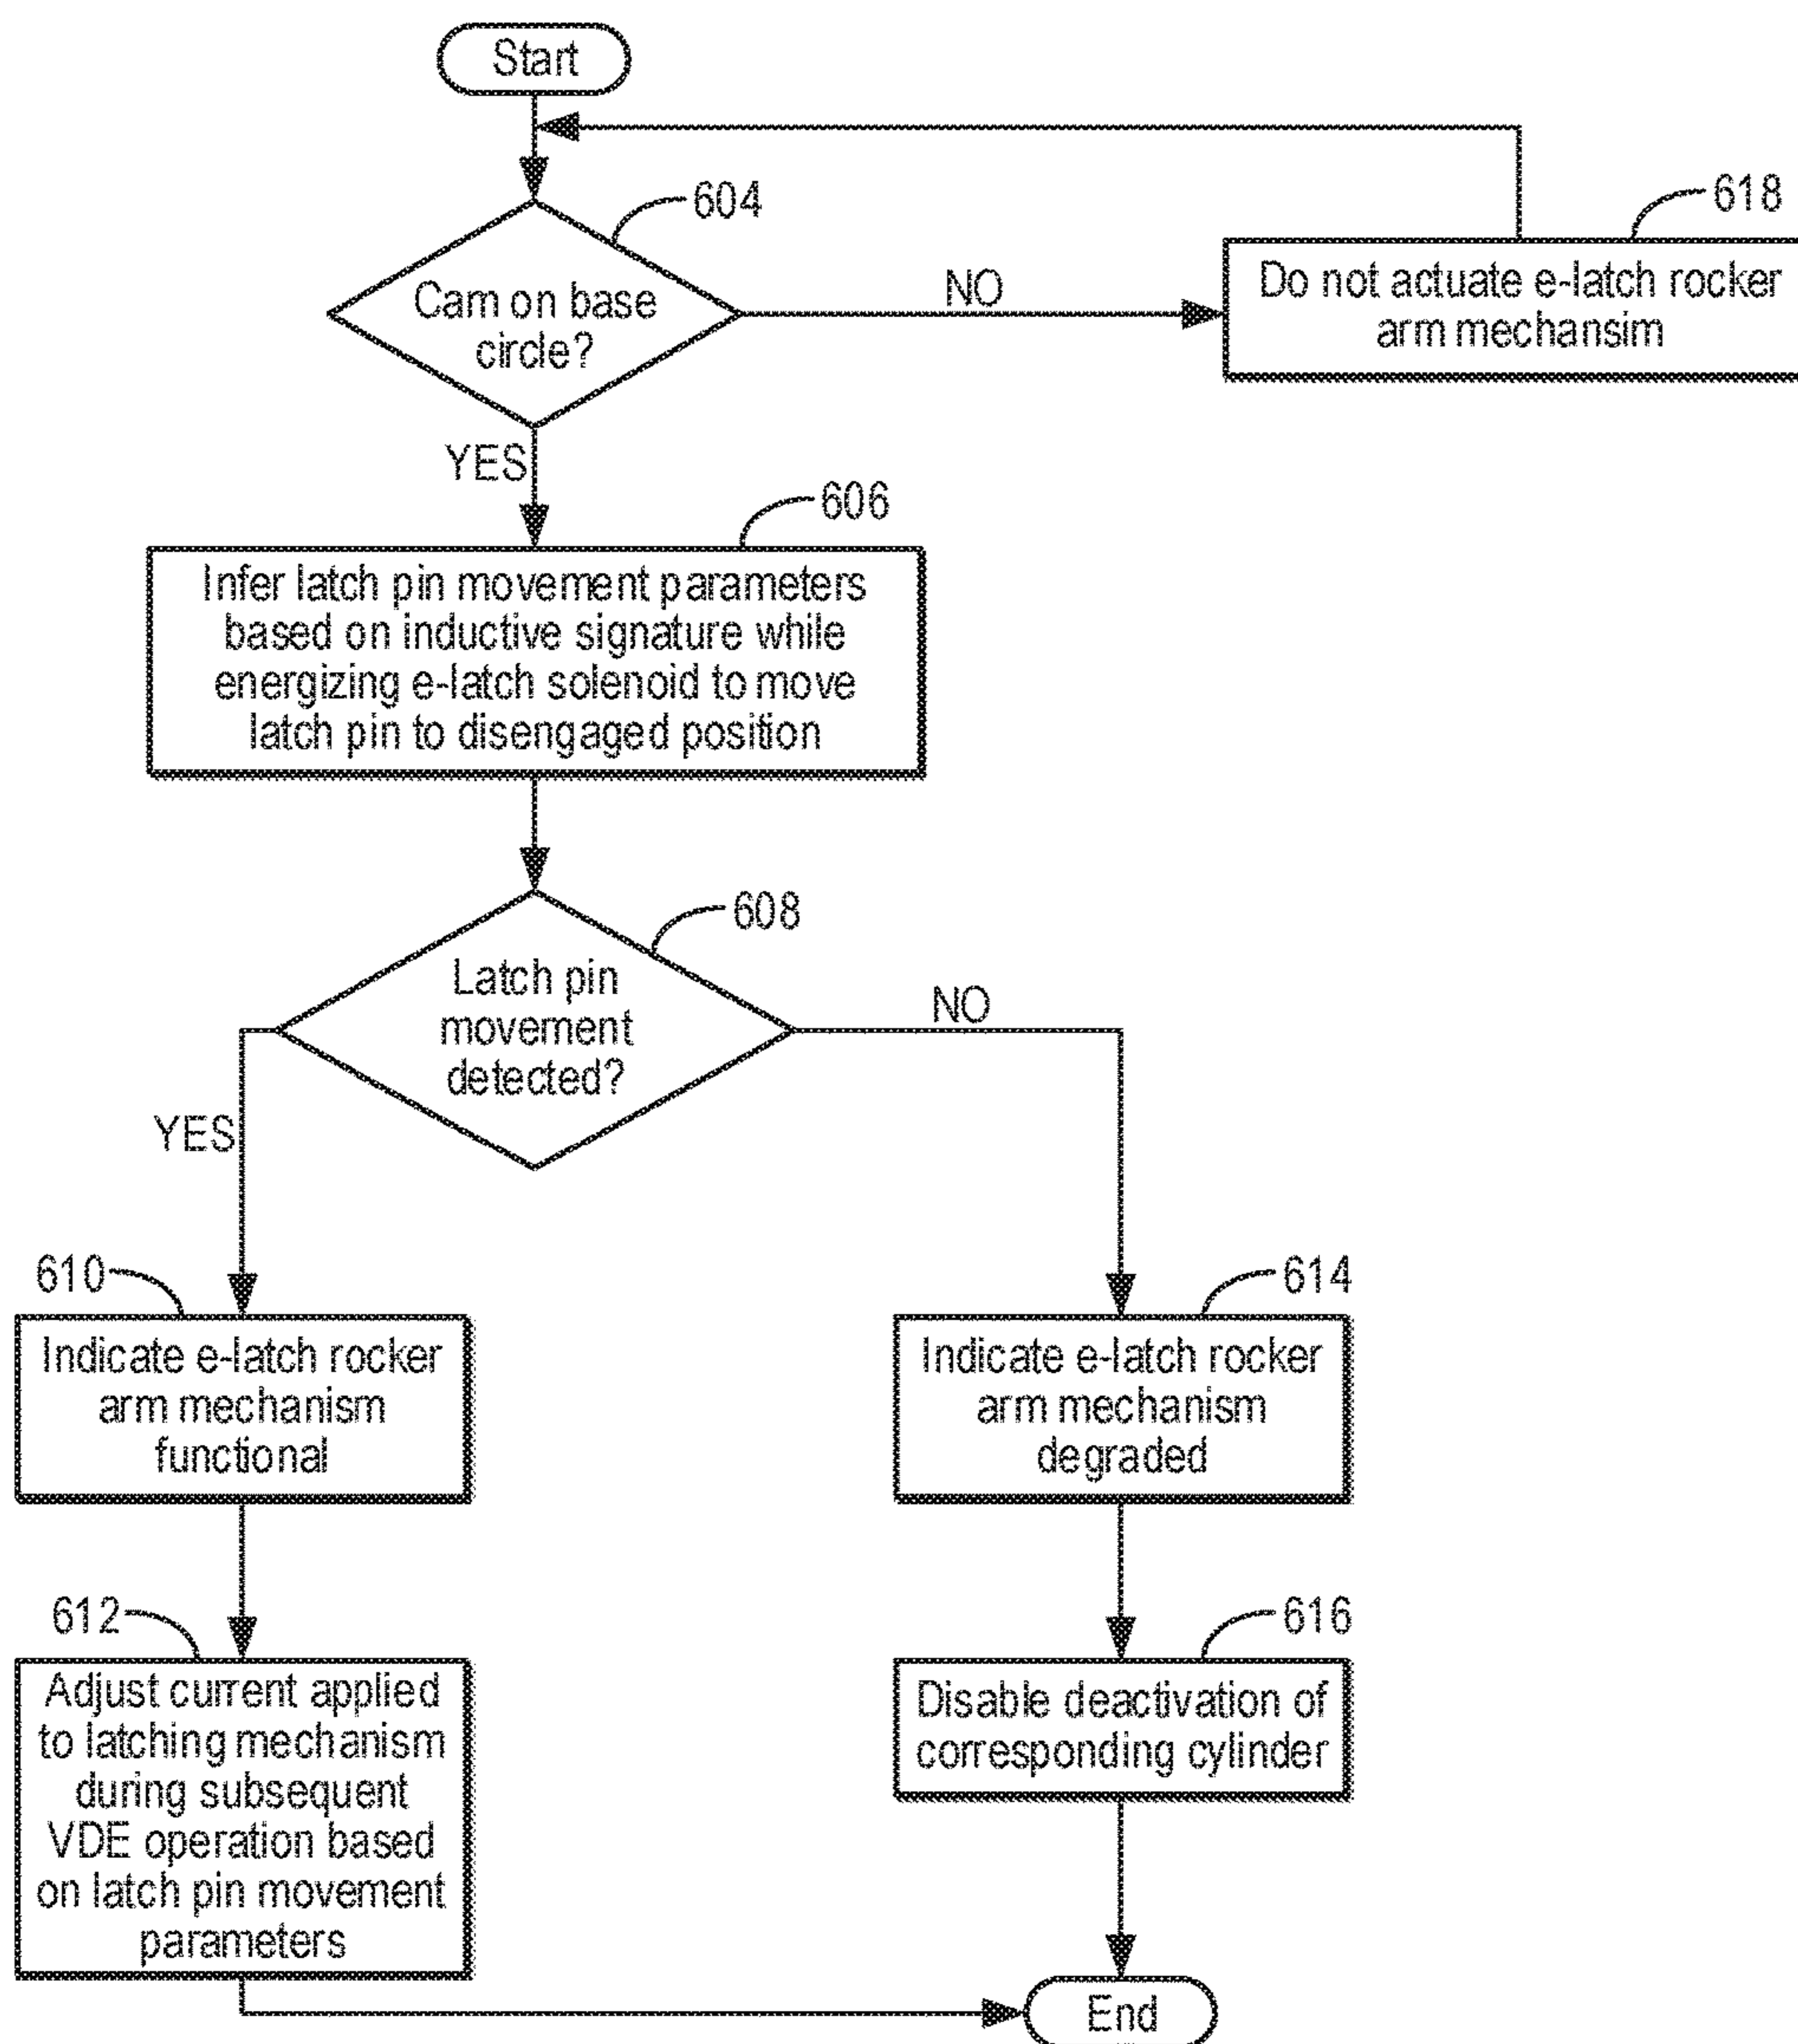 Start
604
Cam on base
circle?
NO
618
Do not actuate e-latch rocker
arm mechansim
YES
606
Infer latch pin movement parameters
based on inductive signature while
energizing e-latch solenoid to move
latch pin to disengaged position
608
Latch pin
movement
detected?
NO
YES
610
Indicate e-latch rocker
arm mechanism
functional
614
Indicate e-latch rocker
arm mechanism
degraded
612
Adjust current applied
to latching mechanism
during subsequent
VDE operation based
on latch pin movement
parameters
616
Disable deactivation of
corresponding cylinder
End